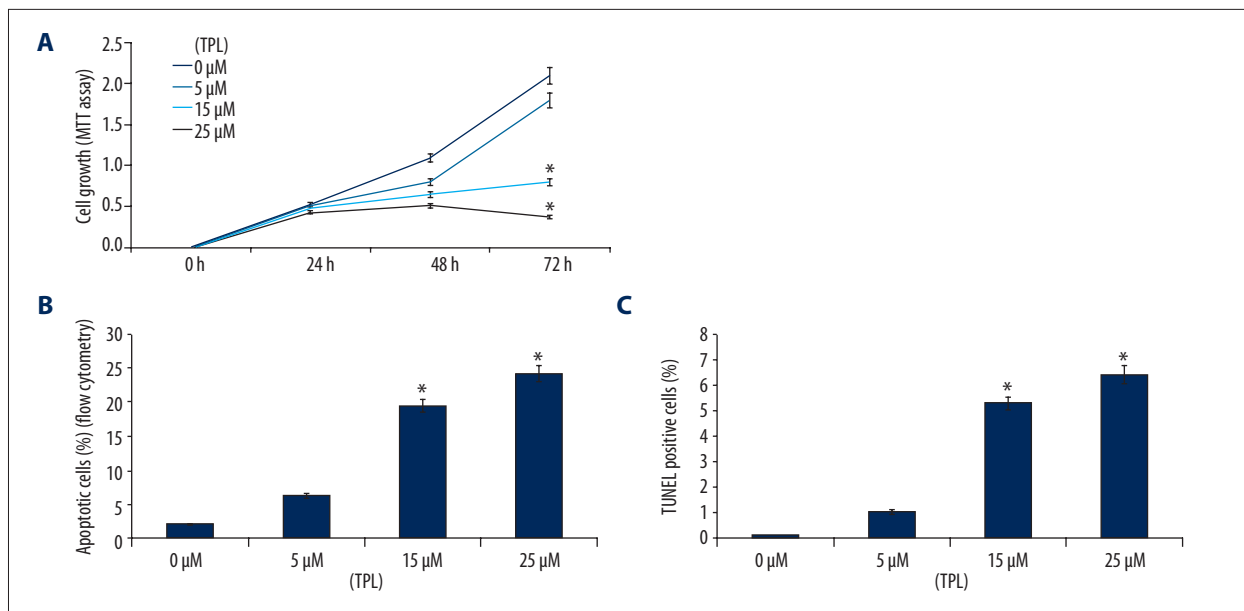 A
(TPL)
0 µM
5 µM
15 µM
25 µM
Cell growth (MTT assay)
2.5
2.0
1.5
1.0
0.5
0.0
*
*
0 h 24 h 48 h 72 h
B
Apoptotic cells (%) (flow cytometry)
30
25
20
15
10
5
0
*
*
0 µM 5 µM 15 µM 25 µM
(TPL)
C
TUNEL positive cells (%)
8
7
6
5
4
3
2
1
0
*
*
0 µM 5 µM 15 µM 25 µM
(TPL)